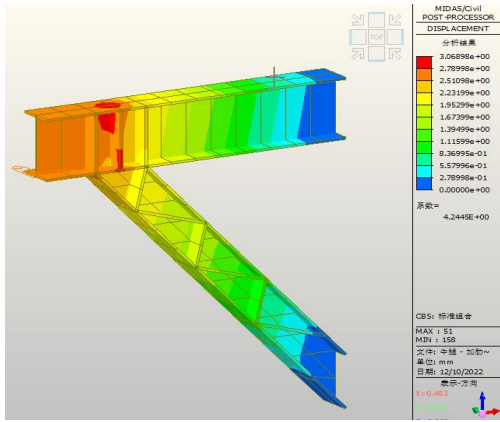 MIDAS/Civil
POST-PROCESSOR
DISPLACEMENT
分析结果
3.06898e+00
2.78998e+00
2.51098e+00
2.23199e+00
1.95299e+00
1.67399e+00
1.39499e+00
1.11599e+00
8.36995e-01
5.57996e-01
2.78998e-01
0.00000e+00
系数=
4.2445E+00
CBS: 标准组合
MAX : 51
MIN : 158
文件: 牛腿 - 加肋~
单位: mm
日期: 12/10/2022
表示-方向
X:-0.483
TOP